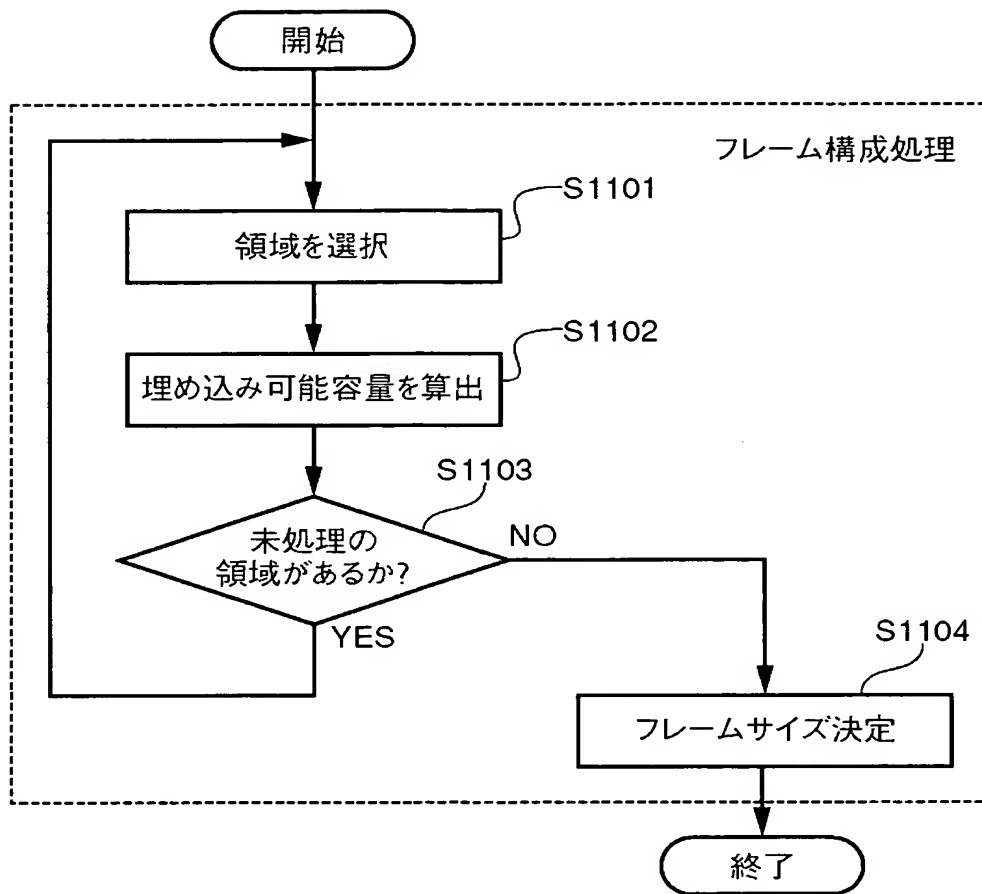 開始
フレーム構成処理
S1101
領域を選択
S1102
埋め込み可能容量を算出
S1103
未処理の
領域があるか?
NO
YES
S1104
フレームサイズ決定
終了